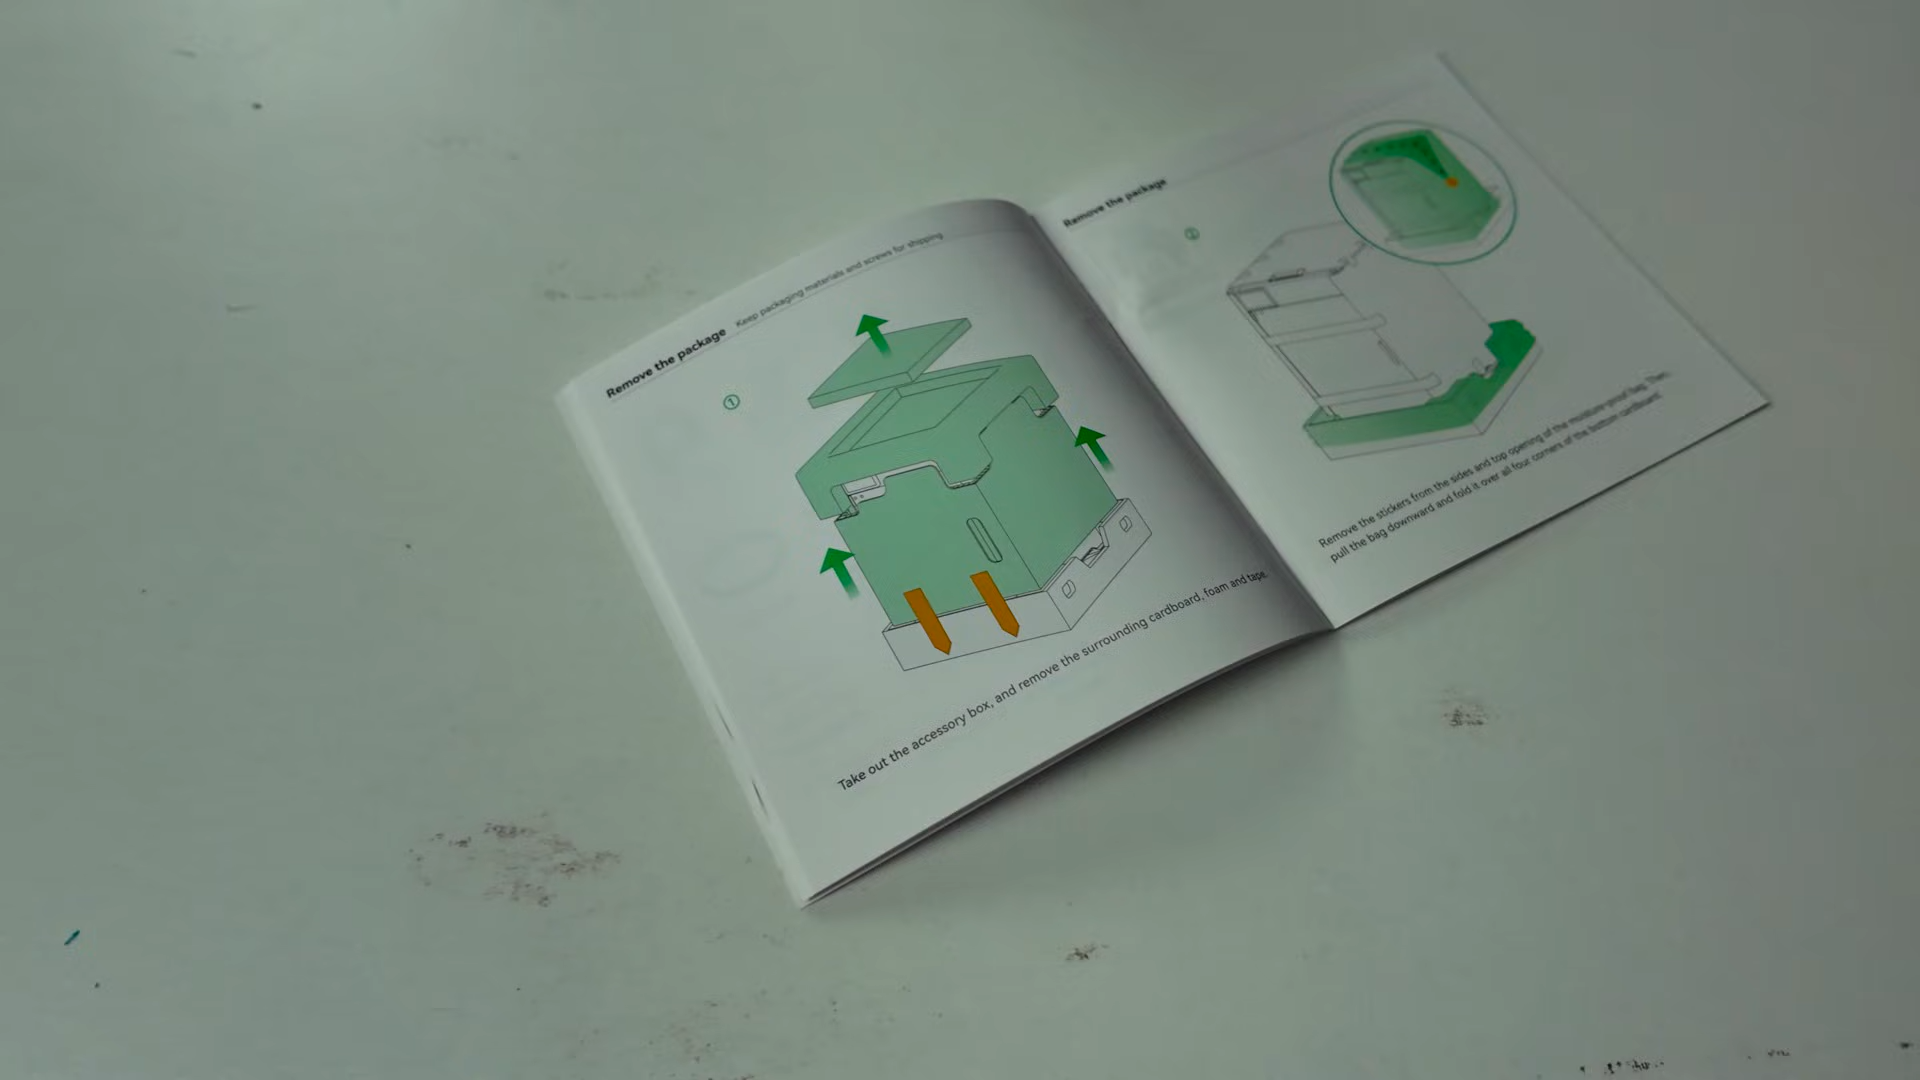 Remove the package Keep packaging materials and screws for shipping
①
Take out the accessory box, and remove the surrounding cardboard, foam and tape.
Remove the package
②
Remove the stickers from the sides and top opening of the moisture-proof bag. Then,
pull the bag downward and fold it over all four corners of the bottom cardboard.